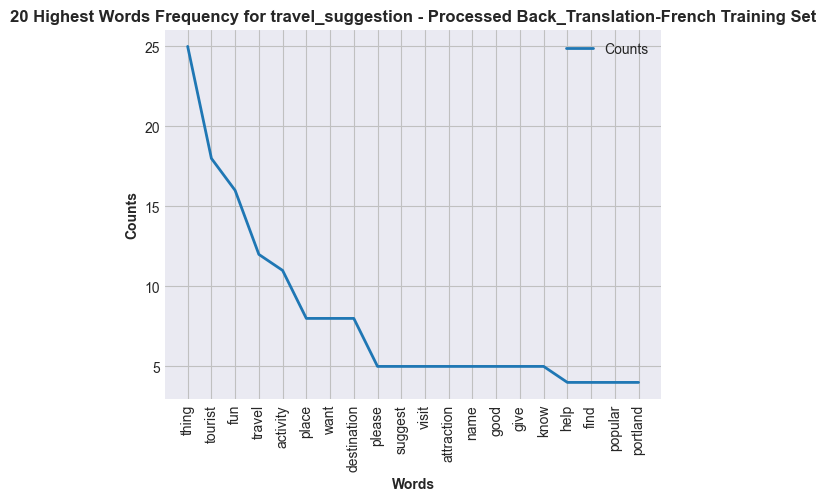 20 Highest Words Frequency for travel_suggestion - Processed Back_Translation-French Training Set
Counts
25
20
15
10
5
Counts
thing
tourist
fun
travel
activity
place
want
destination
please
suggest
visit
attraction
name
good
give
know
help
find
popular
portland
Words